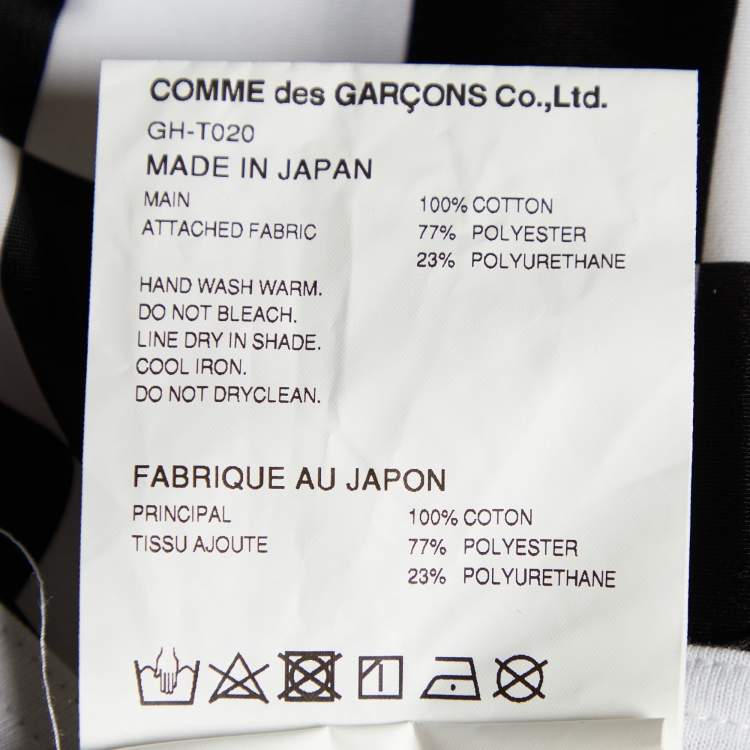 COMME des GARÇONS Co.,Ltd.
GH-T020
MADE IN JAPAN
MAIN 100% COTTON
ATTACHED FABRIC 77% POLYESTER
23% POLYURETHANE
HAND WASH WARM.
DO NOT BLEACH.
LINE DRY IN SHADE.
COOL IRON.
DO NOT DRYCLEAN.
FABRIQUE AU JAPON
PRINCIPAL 100% COTON
TISSU AJOUTE 77% POLYESTER
23% POLYURETHANE